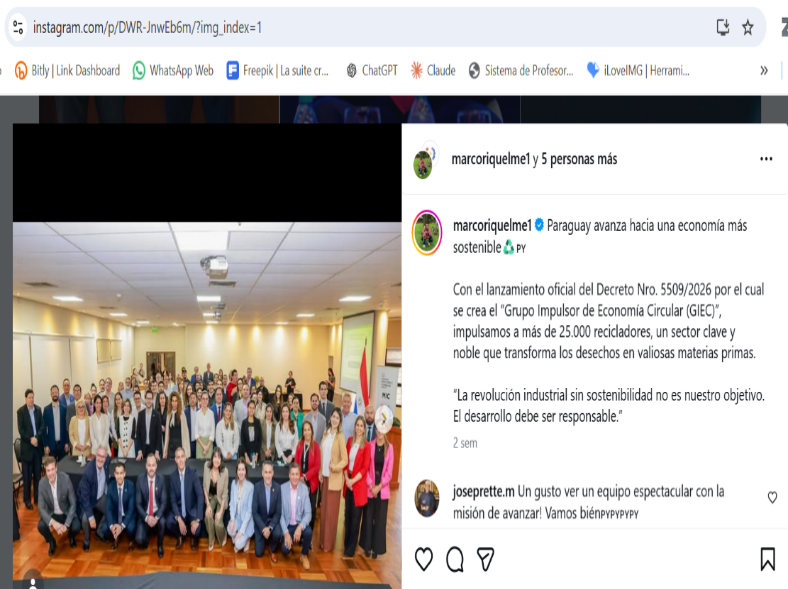 instagram.com/p/DWR-JnwEb6m/?img_index=1
Bitly | Link Dashboard
WhatsApp Web
Freepik | La suite cr...
ChatGPT
Claude
Sistema de Profesor...
iLoveIMG | Herrami...
»
marcoriquelme1 y 5 personas más
marcoriquelme1 Paraguay avanza hacia una economía más
sostenible ♻️ PY
Con el lanzamiento oficial del Decreto Nro. 5509/2026 por el cual
se crea el “Grupo Impulsor de Economía Circular (GIEC)”,
impulsamos a más de 25.000 recicladores, un sector clave y
noble que transforma los desechos en valiosas materias primas.
“La revolución industrial sin sostenibilidad no es nuestro objetivo.
El desarrollo debe ser responsable.”
2 sem
joseprette.m Un gusto ver un equipo espectacular con la
misión de avanzar! Vamos biénPYPYPYPY
MIC